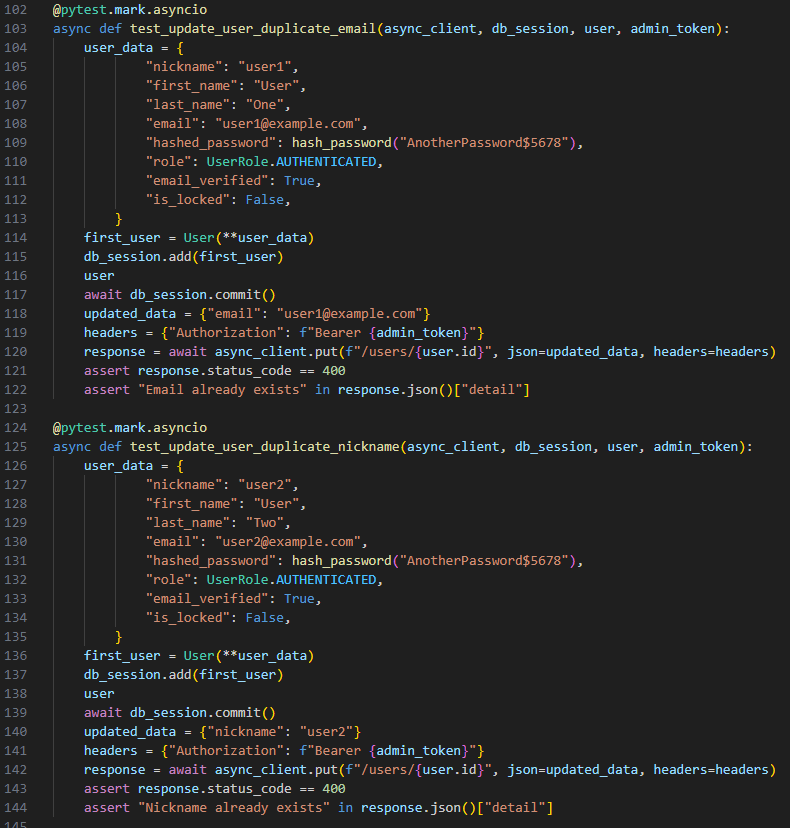 102 @pytest.mark.asyncio
103 async def test_update_user_duplicate_email(async_client, db_session, user, admin_token):
104     user_data = {
105             "nickname": "user1",
106             "first_name": "User",
107             "last_name": "One",
108             "email": "user1@example.com",
109             "hashed_password": hash_password("AnotherPassword$5678"),
110             "role": UserRole.AUTHENTICATED,
111             "email_verified": True,
112             "is_locked": False,
113         }
114     first_user = User(**user_data)
115     db_session.add(first_user)
116     user
117     await db_session.commit()
118     updated_data = {"email": "user1@example.com"}
119     headers = {"Authorization": f"Bearer {admin_token}"}
120     response = await async_client.put(f"/users/{user.id}", json=updated_data, headers=headers)
121     assert response.status_code == 400
122     assert "Email already exists" in response.json()["detail"]
123
124 @pytest.mark.asyncio
125 async def test_update_user_duplicate_nickname(async_client, db_session, user, admin_token):
126     user_data = {
127             "nickname": "user2",
128             "first_name": "User",
129             "last_name": "Two",
130             "email": "user2@example.com",
131             "hashed_password": hash_password("AnotherPassword$5678"),
132             "role": UserRole.AUTHENTICATED,
133             "email_verified": True,
134             "is_locked": False,
135         }
136     first_user = User(**user_data)
137     db_session.add(first_user)
138     user
139     await db_session.commit()
140     updated_data = {"nickname": "user2"}
141     headers = {"Authorization": f"Bearer {admin_token}"}
142     response = await async_client.put(f"/users/{user.id}", json=updated_data, headers=headers)
143     assert response.status_code == 400
144     assert "Nickname already exists" in response.json()["detail"]
145